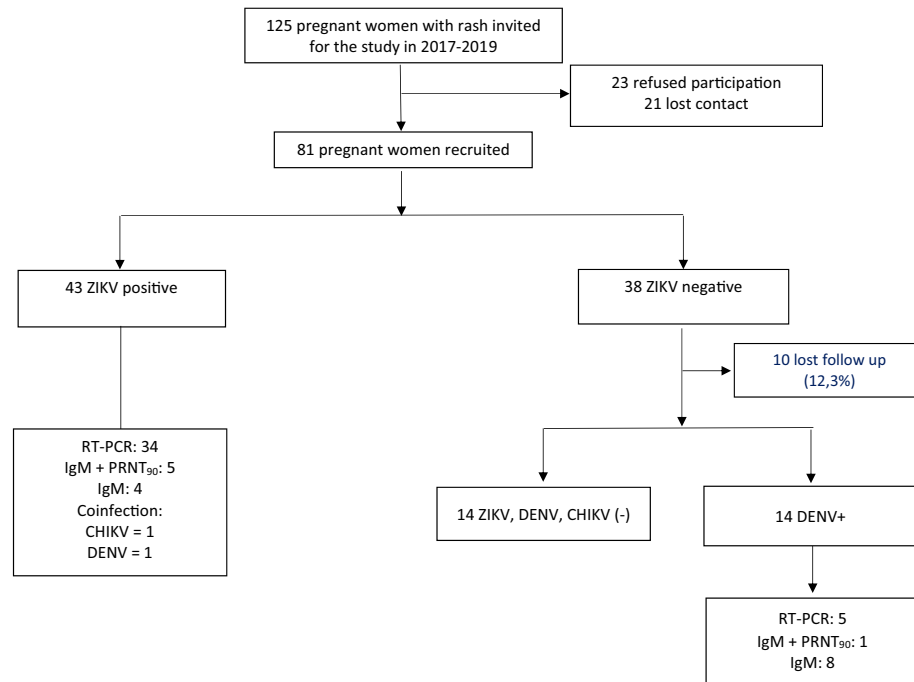 125 pregnant women with rash invited
for the study in 2017-2019
23 refused participation
21 lost contact
81 pregnant women recruited
43 ZIKV positive
38 ZIKV negative
10 lost follow up
(12,3%)
RT-PCR: 34
IgM + PRNT₉₀: 5
IgM: 4
Coinfection:
CHIKV = 1
DENV = 1
14 ZIKV, DENV, CHIKV (-)
14 DENV+
RT-PCR: 5
IgM + PRNT₉₀: 1
IgM: 8